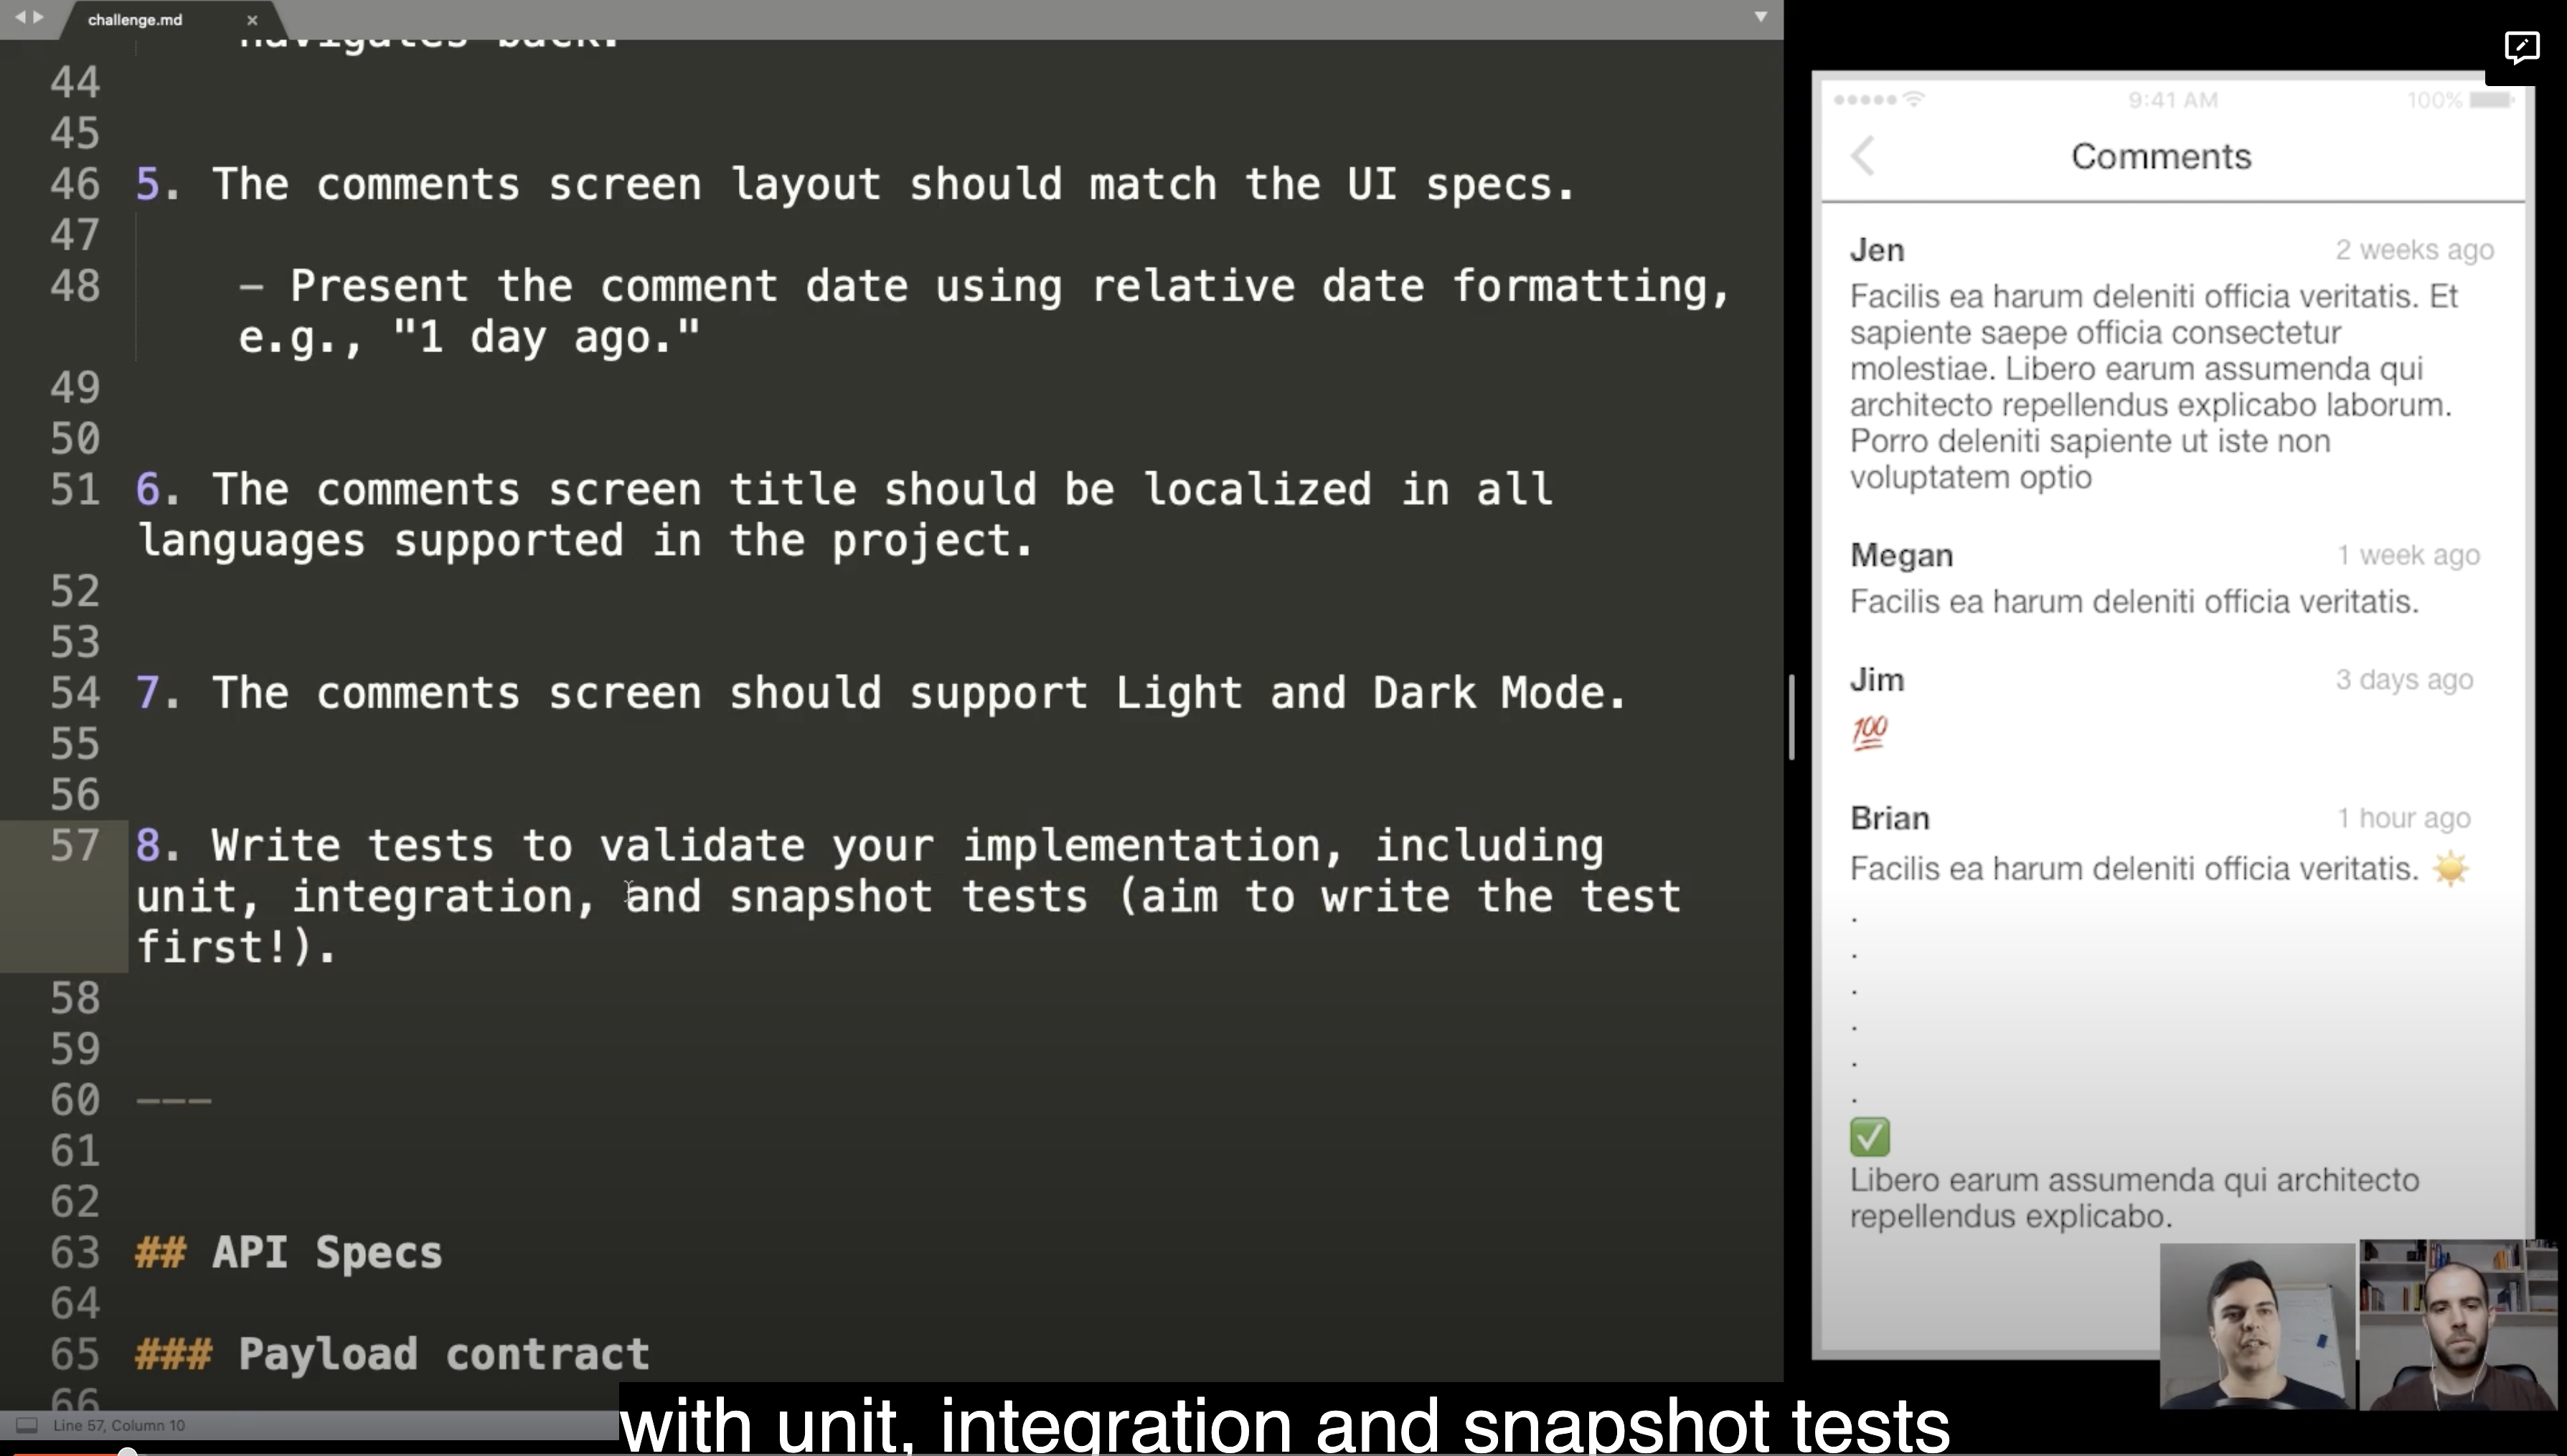 challenge.md
navigates back.
44
45
46 5. The comments screen layout should match the UI specs.
47
48 – Present the comment date using relative date formatting,
e.g., "1 day ago."
49
50
51 6. The comments screen title should be localized in all
languages supported in the project.
52
53
54 7. The comments screen should support Light and Dark Mode.
55
56
57 8. Write tests to validate your implementation, including
unit, integration, and snapshot tests (aim to write the test
first!).
58
59
60 ---
61
62
63 ## API Specs
64
65 ### Payload contract
66
Line 57, Column 10
9:41 AM 100%
Comments
Jen 2 weeks ago
Facilis ea harum deleniti officia veritatis. Et
sapiente saepe officia consectetur
molestiae. Libero earum assumenda qui
architecto repellendus explicabo laborum.
Porro deleniti sapiente ut iste non
voluptatem optio
Megan 1 week ago
Facilis ea harum deleniti officia veritatis.
Jim 3 days ago
💯
Brian 1 hour ago
Facilis ea harum deleniti officia veritatis. ☀️
.
.
.
.
.
.
✅
Libero earum assumenda qui architecto
repellendus explicabo.
with unit, integration and snapshot tests